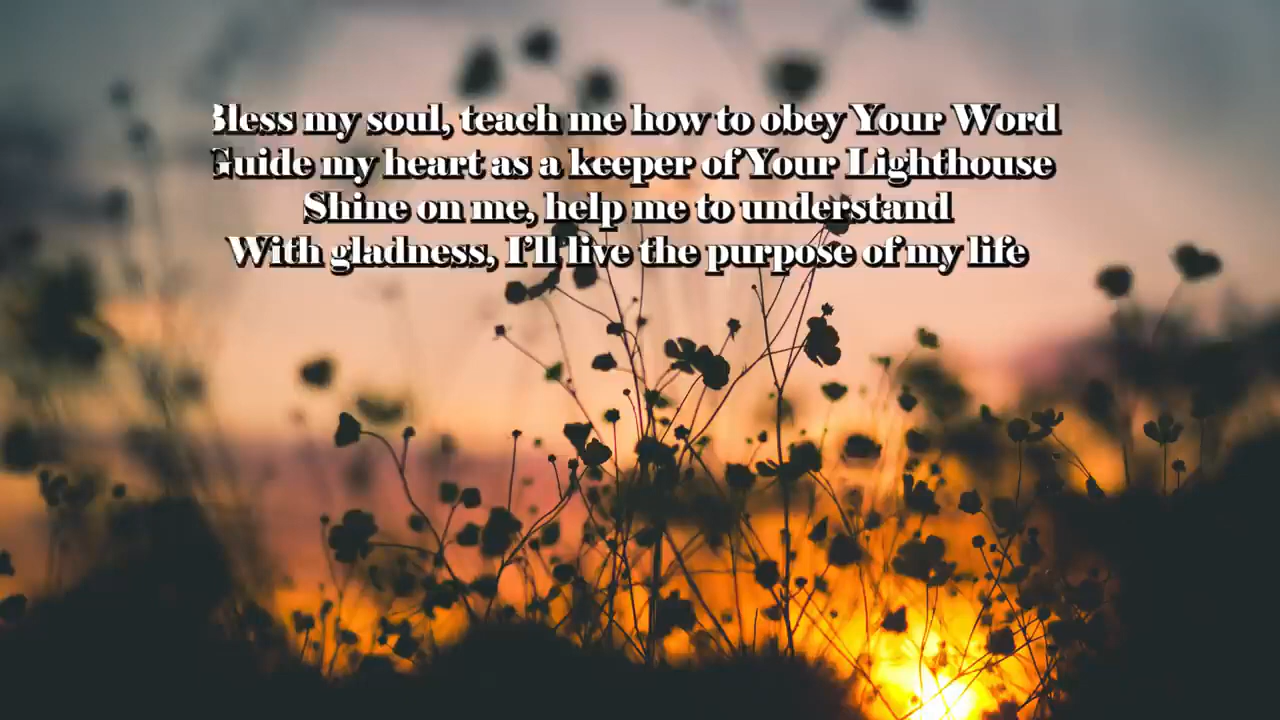 Bless my soul, teach me how to obey Your Word
Guide my heart as a keeper of Your Lighthouse
Shine on me, help me to understand
With gladness, I'll live the purpose of my life